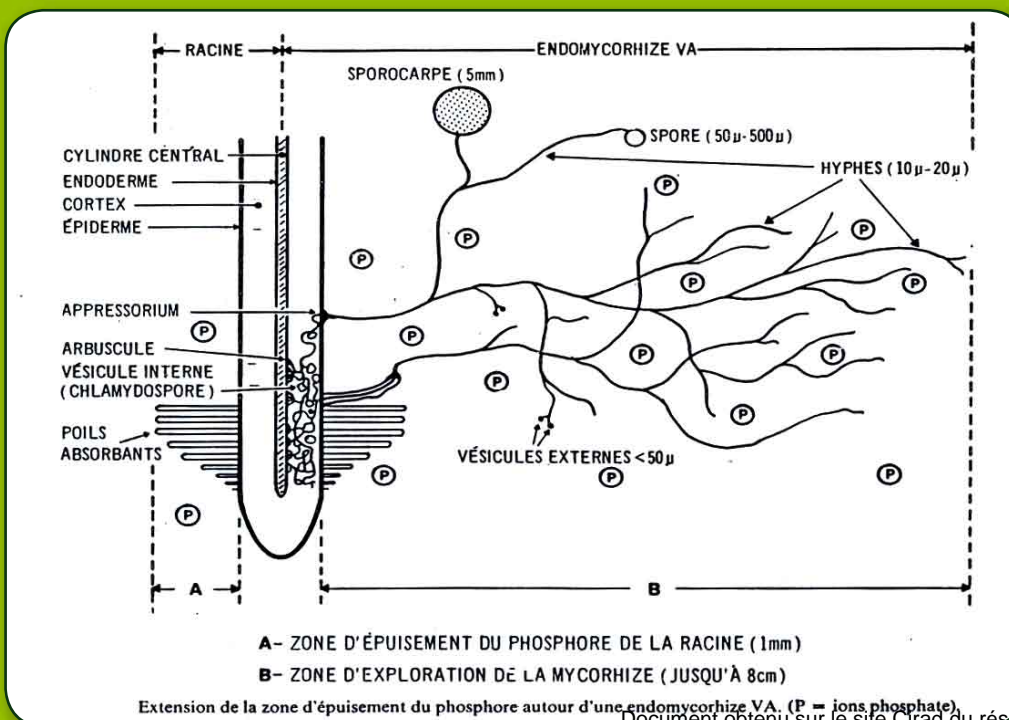 RACINE
ENDOMYCORHIZE VA
SPOROCARPE (5mm)
SPORE (50µ-500µ)
HYPHES (10µ-20µ)
CYLINDRE CENTRAL
ENDODERME
CORTEX
ÉPIDERME
P
P
P
P
P
P
APPRESSORIUM
P
P
P
P
ARBUSCULE
VÉSICULE INTERNE
(CHLAMYDOSPORE)
P
P
P
POILS
ABSORBANTS
VÉSICULES EXTERNES <50µ
P
P
P
P
A
B
A- ZONE D'ÉPUISEMENT DU PHOSPHORE DE LA RACINE (1mm)
B- ZONE D'EXPLORATION DE LA MYCORHIZE (JUSQU'À 8cm)
Extension de la zone d'épuisement du phosphore autour d'une endomycorhize VA. (P = ions phosphate).
Document obtenu sur le site Cirad du rés